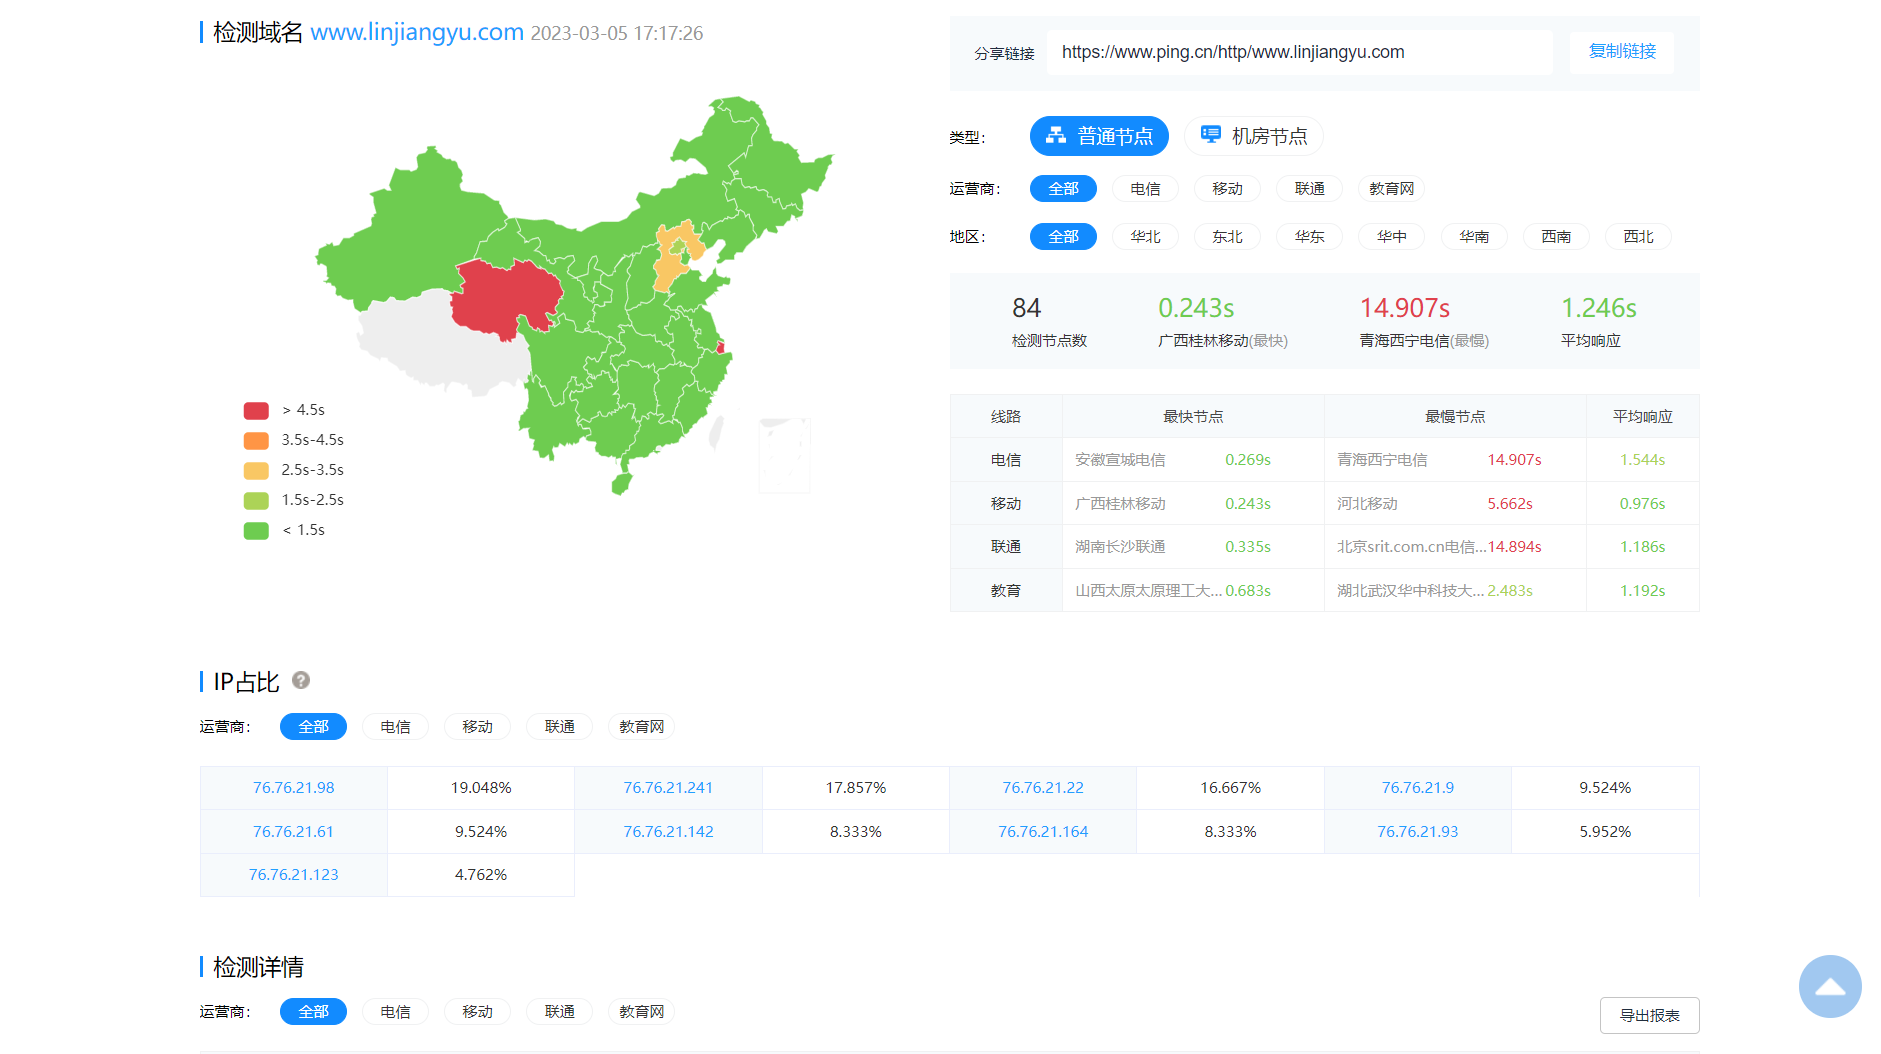 检测域名 www.linjiangyu.com 2023-03-05 17:17:26
> 4.5s
3.5s-4.5s
2.5s-3.5s
1.5s-2.5s
< 1.5s
分享链接 https://www.ping.cn/http/www.linjiangyu.com 复制链接
类型: 普通节点 机房节点
运营商: 全部 电信 移动 联通 教育网
地区: 全部 华北 东北 华东 华中 华南 西南 西北
84 0.243s 14.907s 1.246s
检测节点数 广西桂林移动(最快) 青海西宁电信(最慢) 平均响应
线路 最快节点 最慢节点 平均响应
电信 安徽宣城电信 0.269s 青海西宁电信 14.907s 1.544s
移动 广西桂林移动 0.243s 河北移动 5.662s 0.976s
联通 湖南长沙联通 0.335s 北京srit.com.cn电信... 14.894s 1.186s
教育 山西太原太原理工大... 0.683s 湖北武汉华中科技大... 2.483s 1.192s
IP占比 ?
运营商: 全部 电信 移动 联通 教育网
76.76.21.98 19.048% 76.76.21.241 17.857% 76.76.21.22 16.667% 76.76.21.9 9.524%
76.76.21.61 9.524% 76.76.21.142 8.333% 76.76.21.164 8.333% 76.76.21.93 5.952%
76.76.21.123 4.762%
检测详情
运营商: 全部 电信 移动 联通 教育网
导出报表